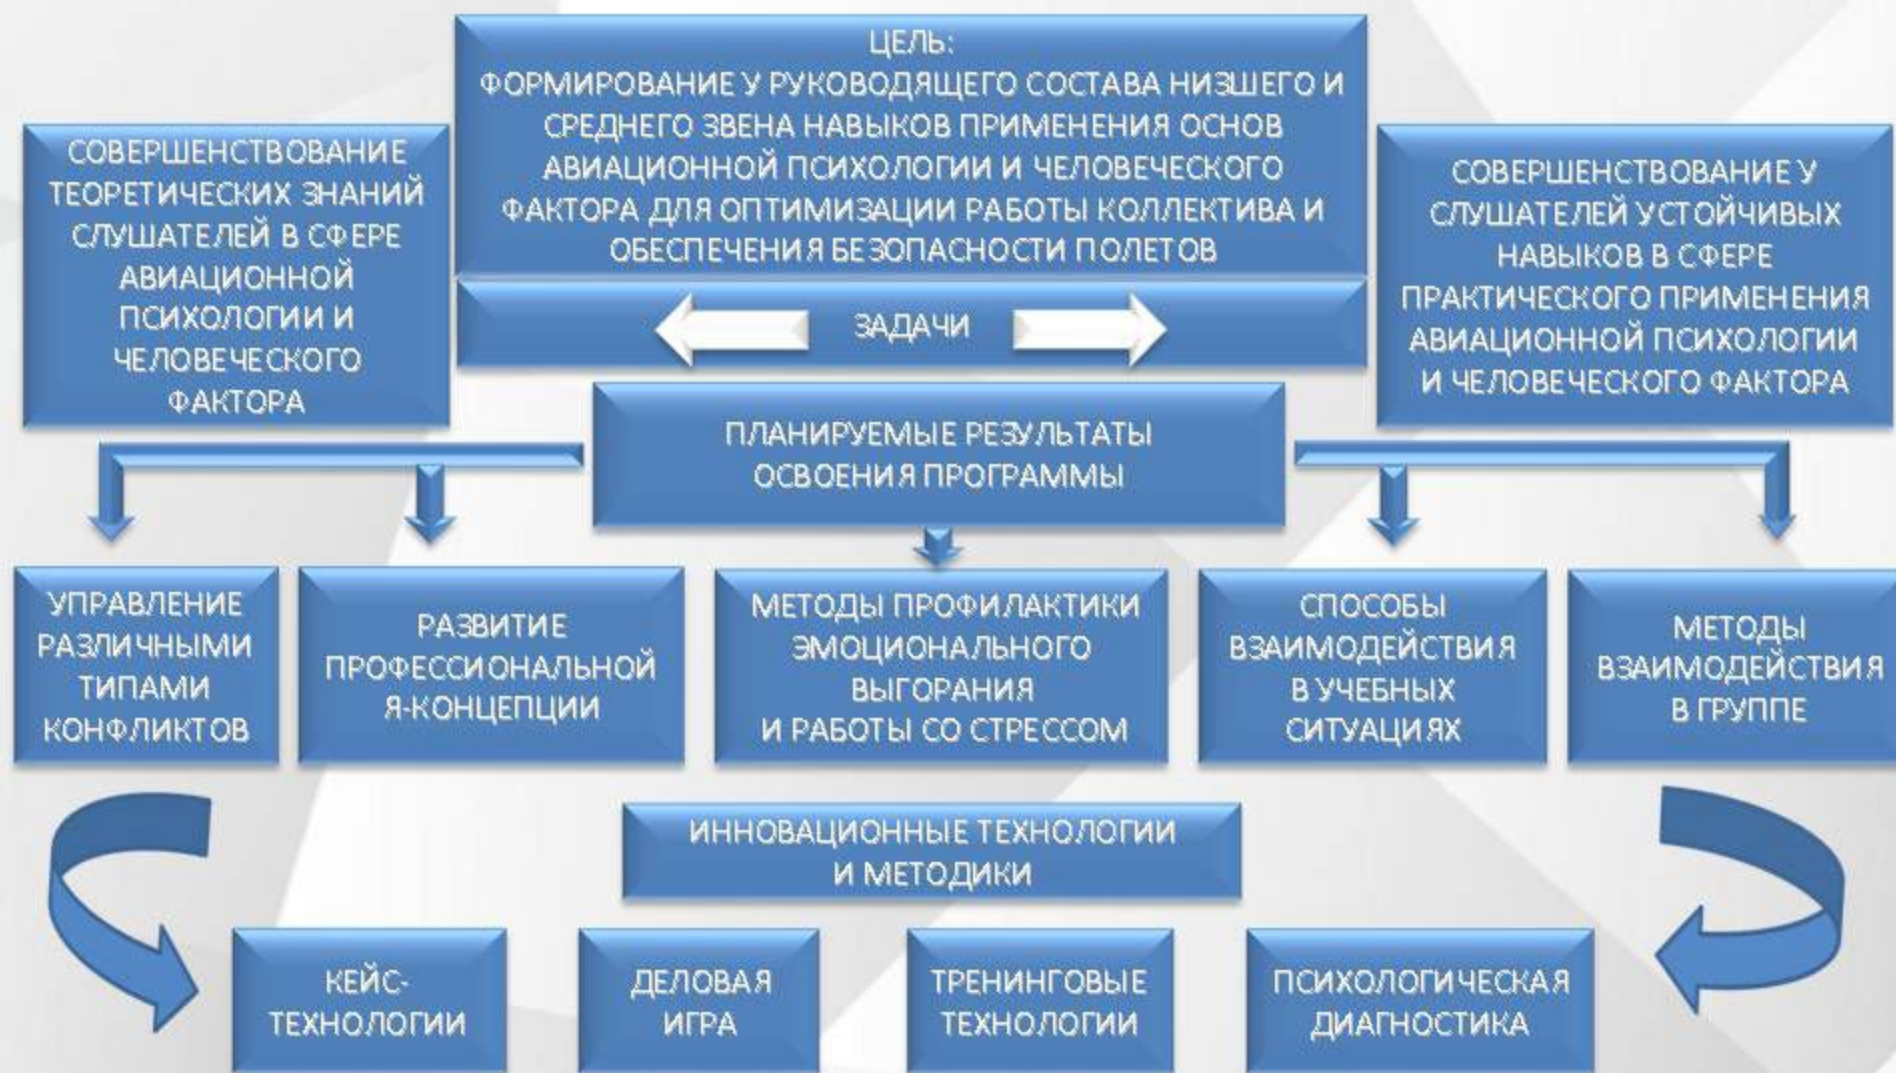 ЦЕЛЬ:
ФОРМИРОВАНИЕ У РУКОВОДЯЩЕГО СОСТАВА НИЗШЕГО И
СРЕДНЕГО ЗВЕНА НАВЫКОВ ПРИМЕНЕНИЯ ОСНОВ
АВИАЦИОННОЙ ПСИХОЛОГИИ И ЧЕЛОВЕЧЕСКОГО
ФАКТОРА ДЛЯ ОПТИМИЗАЦИИ РАБОТЫ КОЛЛЕКТИВА И
ОБЕСПЕЧЕНИЯ БЕЗОПАСНОСТИ ПОЛЕТОВ
ЗАДАЧИ
СОВЕРШЕНСТВОВАНИЕ
ТЕОРЕТИЧЕСКИХ ЗНАНИЙ
СЛУШАТЕЛЕЙ В СФЕРЕ
АВИАЦИОННОЙ
ПСИХОЛОГИИ И
ЧЕЛОВЕЧЕСКОГО
ФАКТОРА
СОВЕРШЕНСТВОВАНИЕ У
СЛУШАТЕЛЕЙ УСТОЙЧИВЫХ
НАВЫКОВ В СФЕРЕ
ПРАКТИЧЕСКОГО ПРИМЕНЕНИЯ
АВИАЦИОННОЙ ПСИХОЛОГИИ
И ЧЕЛОВЕЧЕСКОГО ФАКТОРА
ПЛАНИРУЕМЫЕ РЕЗУЛЬТАТЫ
ОСВОЕНИЯ ПРОГРАММЫ
УПРАВЛЕНИЕ
РАЗЛИЧНЫМИ
ТИПАМИ
КОНФЛИКТОВ
РАЗВИТИЕ
ПРОФЕССИОНАЛЬНОЙ
Я-КОНЦЕПЦИИ
МЕТОДЫ ПРОФИЛАКТИКИ
ЭМОЦИОНАЛЬНОГО
ВЫГОРАНИЯ
И РАБОТЫ СО СТРЕССОМ
СПОСОБЫ
ВЗАИМОДЕЙСТВИЯ
В УЧЕБНЫХ
СИТУАЦИЯХ
МЕТОДЫ
ВЗАИМОДЕЙСТВИЯ
В ГРУППЕ
ИННОВАЦИОННЫЕ ТЕХНОЛОГИИ
И МЕТОДИКИ
КЕЙС-
ТЕХНОЛОГИИ
ДЕЛОВАЯ
ИГРА
ТРЕНИНГОВЫЕ
ТЕХНОЛОГИИ
ПСИХОЛОГИЧЕСКАЯ
ДИАГНОСТИКА